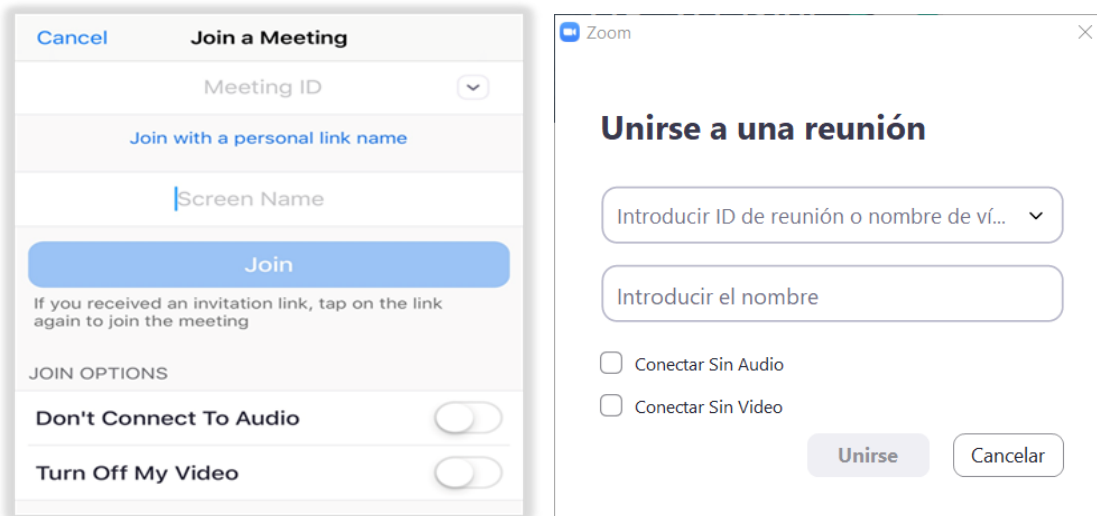 Cancel
Join a Meeting
Meeting ID
Join with a personal link name
Screen Name
Join
If you received an invitation link, tap on the link
again to join the meeting
JOIN OPTIONS
Don't Connect To Audio
Turn Off My Video
Zoom
Unirse a una reunión
Introducir ID de reunión o nombre de ví...
Introducir el nombre
Conectar Sin Audio
Conectar Sin Video
Unirse
Cancelar